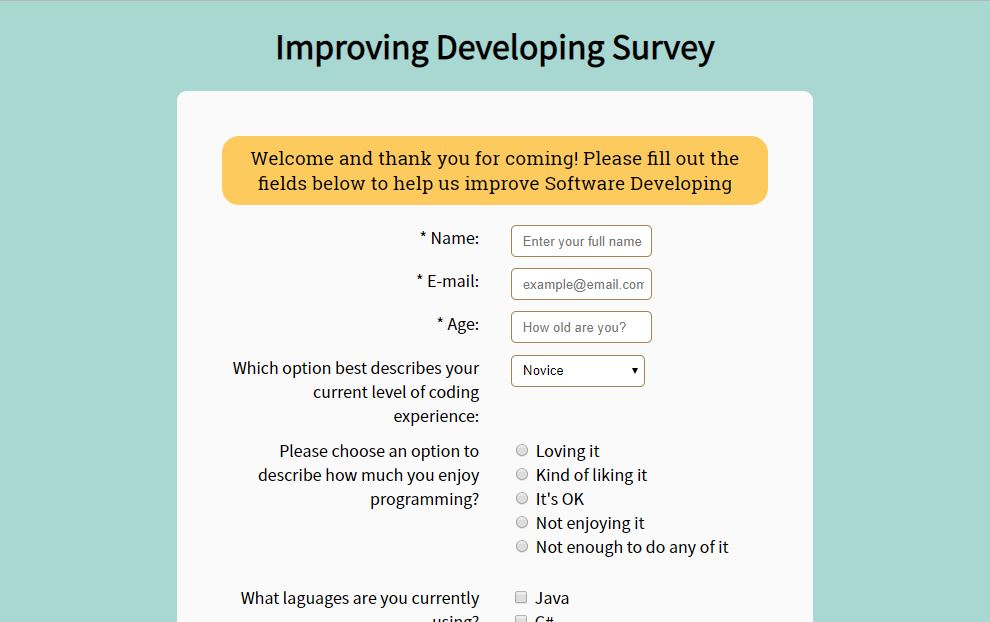 Improving Developing Survey
Welcome and thank you for coming! Please fill out the
fields below to help us improve Software Developing
* Name:
Enter your full name
* E-mail:
example@email.com
* Age:
How old are you?
Which option best describes your
current level of coding
experience:
Novice
Please choose an option to
describe how much you enjoy
programming?
Loving it
Kind of liking it
It's OK
Not enjoying it
Not enough to do any of it
What laguages are you currently
using?
Java
C#